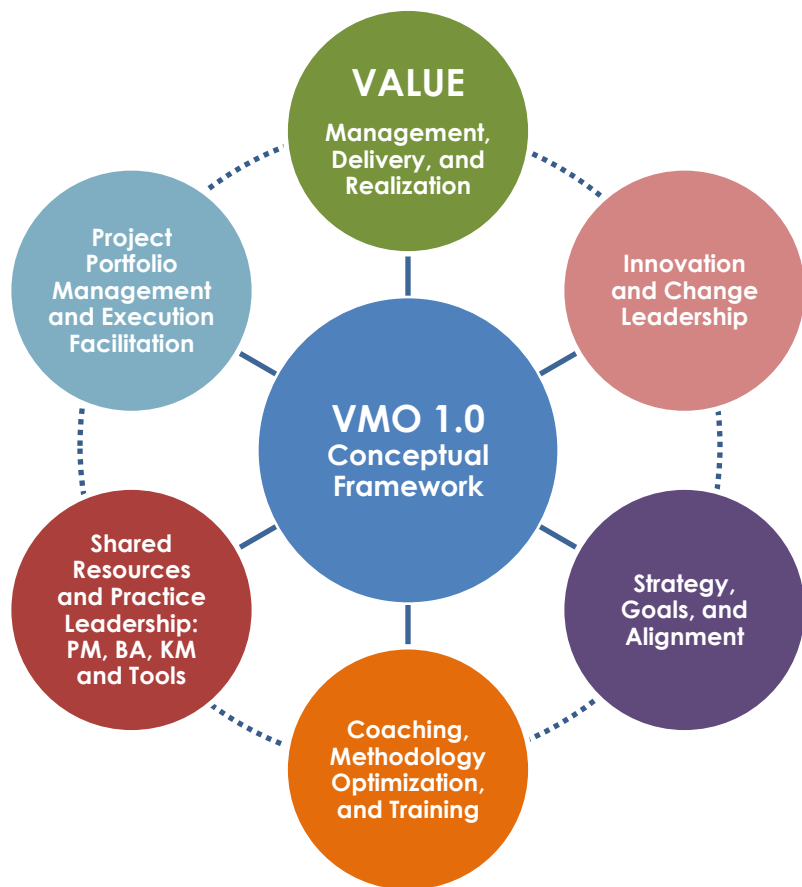 VALUE
Management,
Delivery, and
Realization
Innovation
and Change
Leadership
Strategy,
Goals, and
Alignment
Coaching,
Methodology
Optimization,
and Training
Shared
Resources
and Practice
Leadership:
PM, BA, KM
and Tools
Project
Portfolio
Management
and Execution
Facilitation
VMO 1.0
Conceptual
Framework